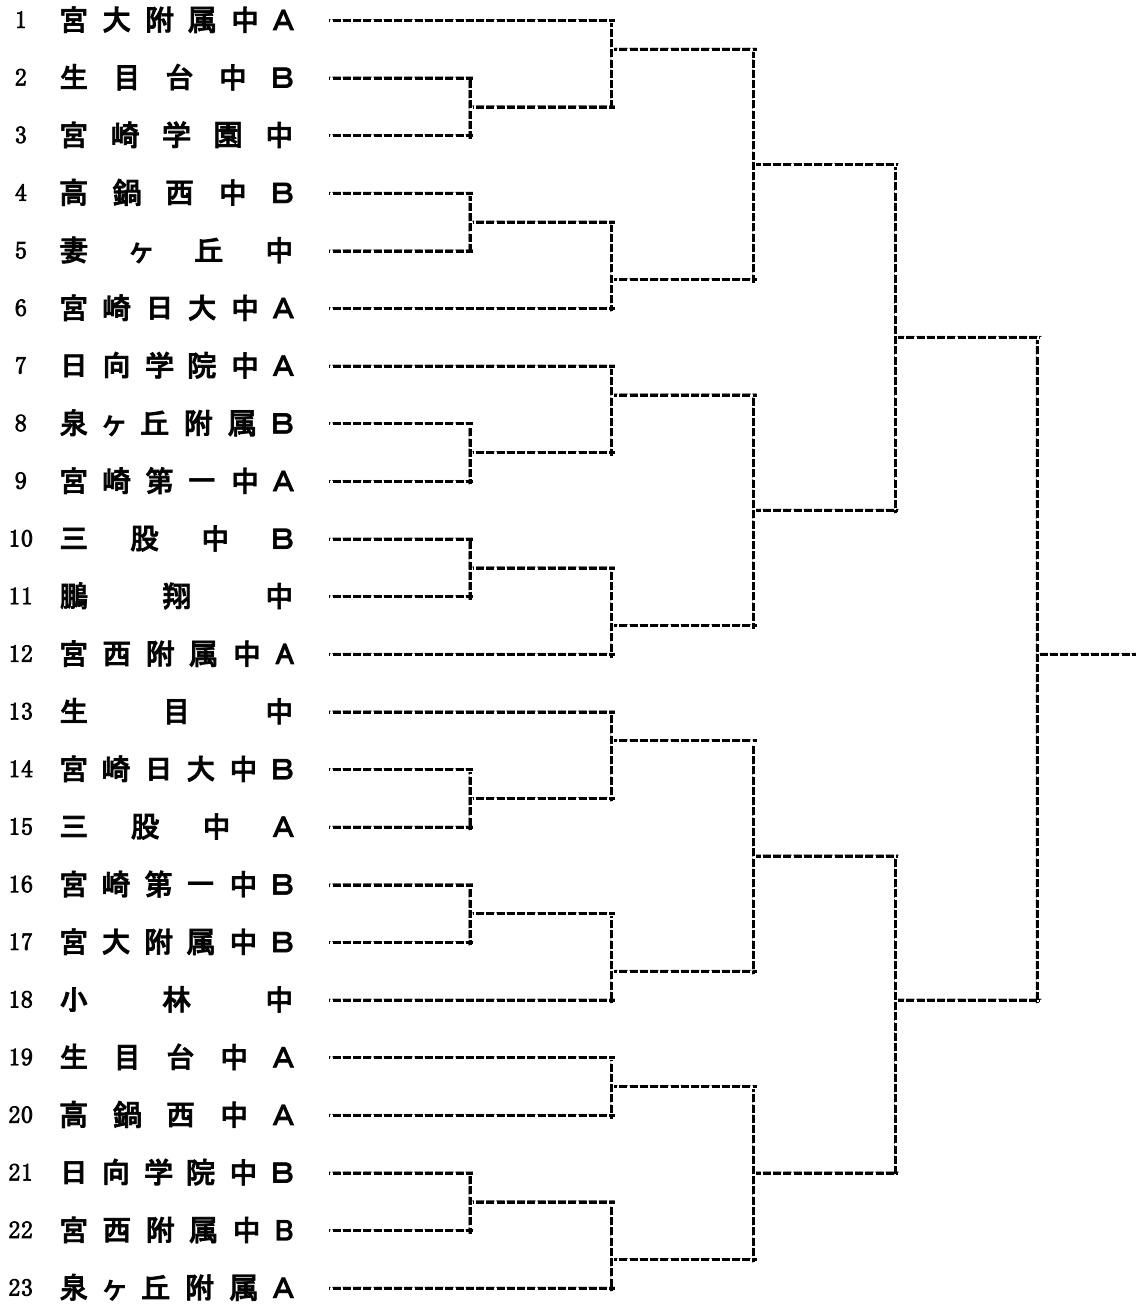 1 宮大附属中A
2 生目台中B
3 宮崎学園中
4 高鍋西中B
5 妻ヶ丘中
6 宮崎日大中A
7 日向学院中A
8 泉ヶ丘附属B
9 宮崎第一中A
10 三股中B
11 鵬翔中
12 宮西附属中A
13 生目中
14 宮崎日大中B
15 三股中A
16 宮崎第一中B
17 宮大附属中B
18 小林中
19 生目台中A
20 高鍋西中A
21 日向学院中B
22 宮西附属中B
23 泉ヶ丘附属A